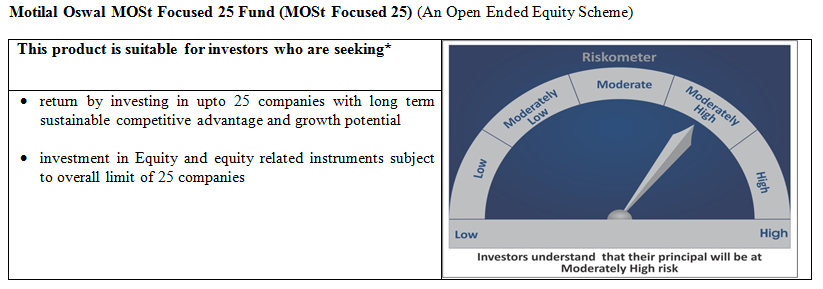 Motilal Oswal MOSt Focused 25 Fund (MOSt Focused 25) (An Open Ended Equity Scheme)
This product is suitable for investors who are seeking*
• return by investing in upto 25 companies with long term
sustainable competitive advantage and growth potential
• investment in Equity and equity related instruments subject
to overall limit of 25 companies
Riskometer
Low
Moderately
Low
Moderate
Moderately
High
High
Low
High
Investors understand that their principal will be at
Moderately High risk